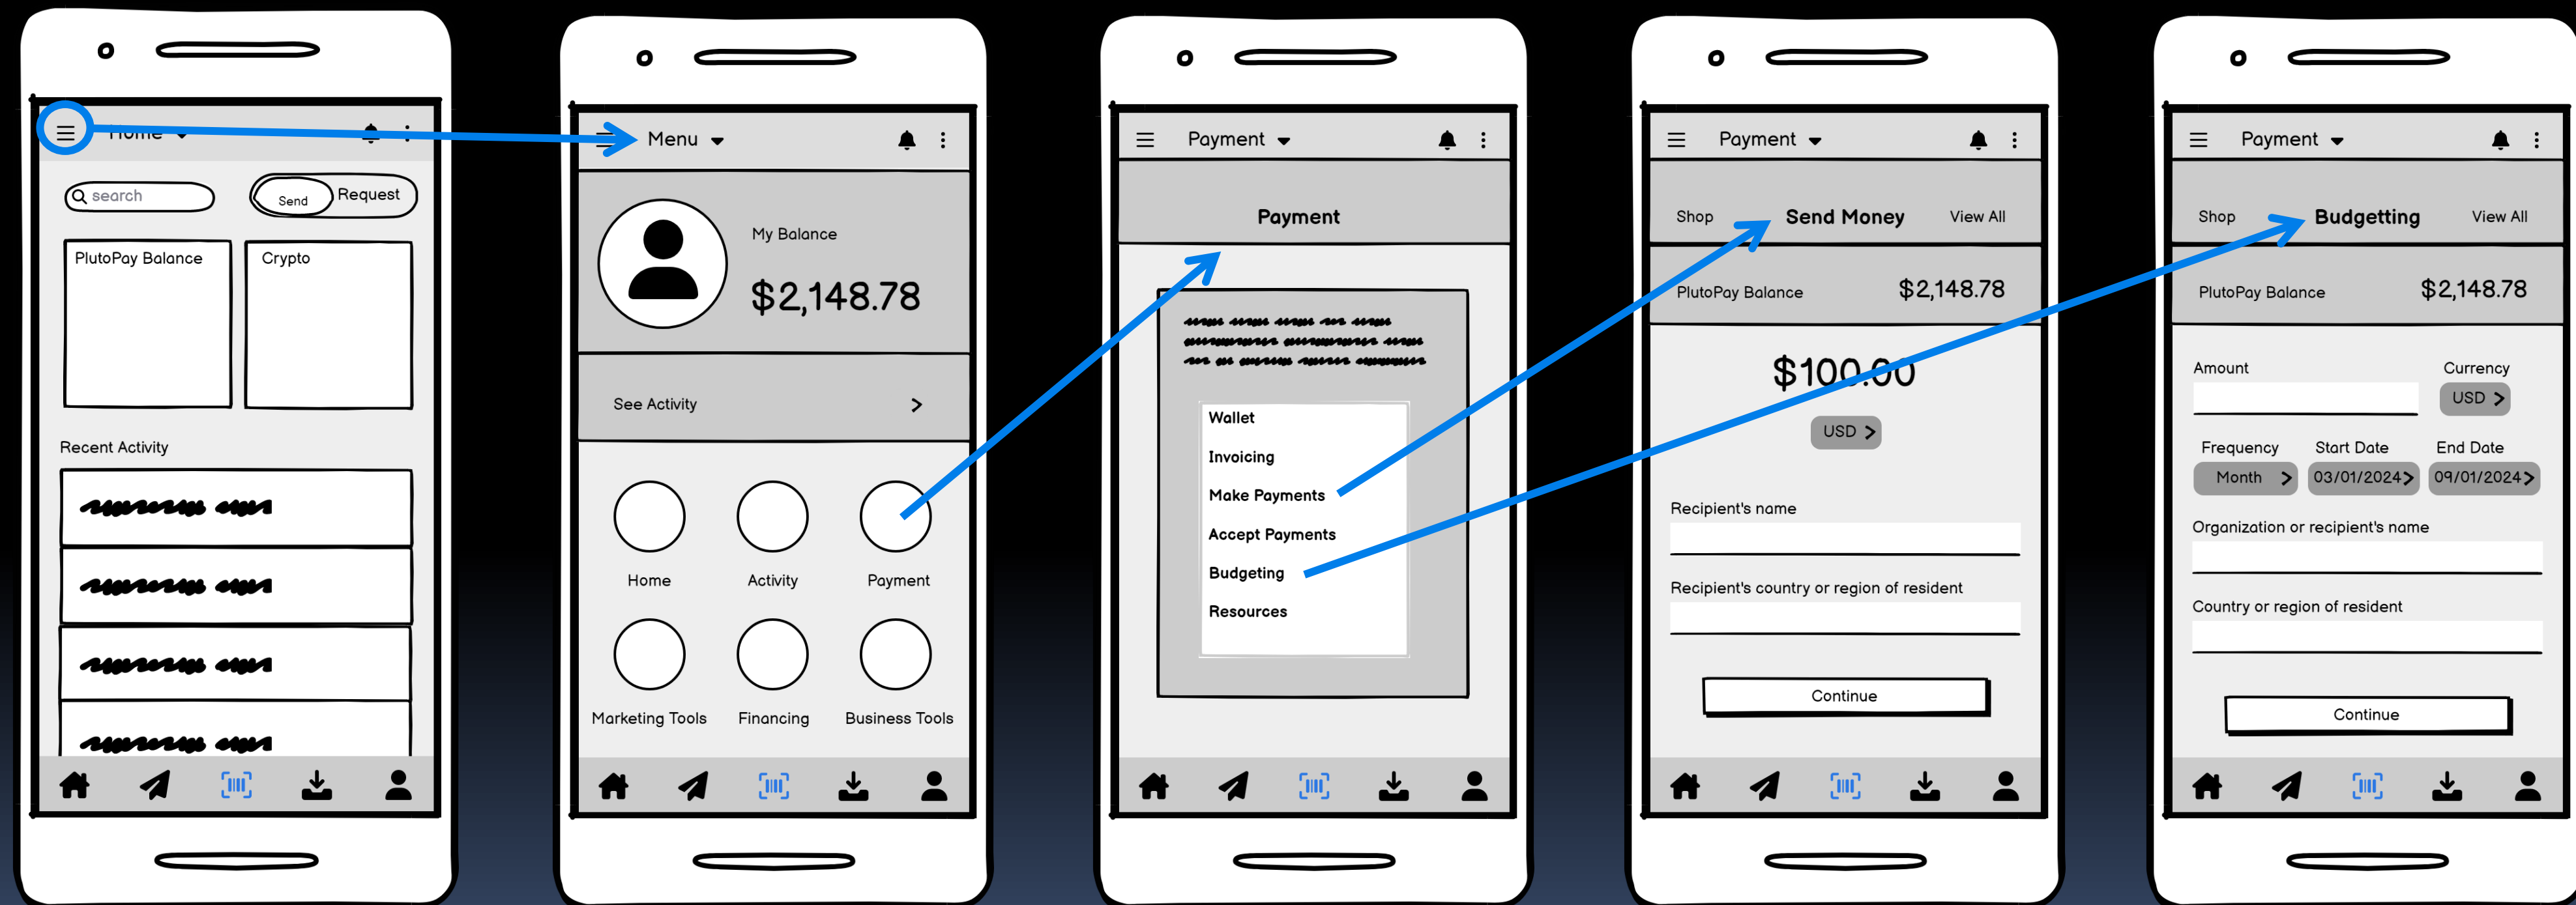 Home
search
Send
Request
PlutoPay Balance
Crypto
Recent Activity
Menu
My Balance
$2,148.78
See Activity
Home
Activity
Payment
Marketing Tools
Financing
Business Tools
Payment
Payment
Wallet
Invoicing
Make Payments
Accept Payments
Budgeting
Resources
Payment
Shop
Send Money
View All
PlutoPay Balance
$2,148.78
$100.00
USD
Recipient's name
Recipient's country or region of resident
Continue
Payment
Shop
Budgetting
View All
PlutoPay Balance
$2,148.78
Amount
Currency
USD
Frequency
Start Date
End Date
Month
03/01/2024
09/01/2024
Organization or recipient's name
Country or region of resident
Continue